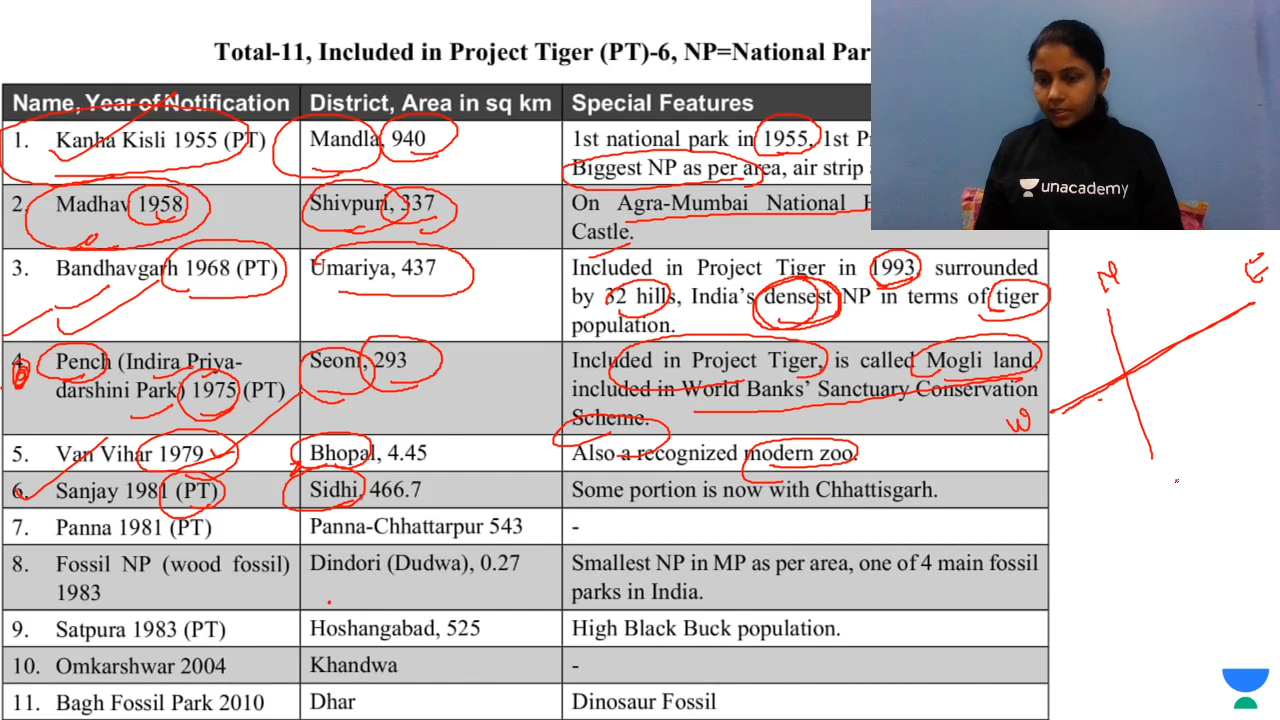 Total-11, Included in Project Tiger (PT)-6, NP=National Par
Name, Year of Notification District, Area in sq km Special Features
1. Kanha Kisli 1955 (PT) Mandla, 940 1st national park in 1955, 1st P
Biggest NP as per area, air strip
2. Madhav 1958 Shivpuri, 337 On Agra-Mumbai National H
Castle.
3. Bandhavgarh 1968 (PT) Umariya, 437 Included in Project Tiger in 1993, surrounded
by 32 hills, India's densest NP in terms of tiger
population.
4. Pench (Indira Priya- Seoni, 293 Included in Project Tiger, is called Mogli land,
darshini Park) 1975 (PT) included in World Banks' Sanctuary Conservation
Scheme.
5. Van Vihar 1979 Bhopal, 4.45 Also a recognized modern zoo.
6. Sanjay 1981 (PT) Sidhi, 466.7 Some portion is now with Chhattisgarh.
7. Panna 1981 (PT) Panna-Chhattarpur 543 -
8. Fossil NP (wood fossil) Dindori (Dudwa), 0.27 Smallest NP in MP as per area, one of 4 main fossil
1983 parks in India.
9. Satpura 1983 (PT) Hoshangabad, 525 High Black Buck population.
10. Omkarshwar 2004 Khandwa -
11. Bagh Fossil Park 2010 Dhar Dinosaur Fossil
unacademy
N E
W